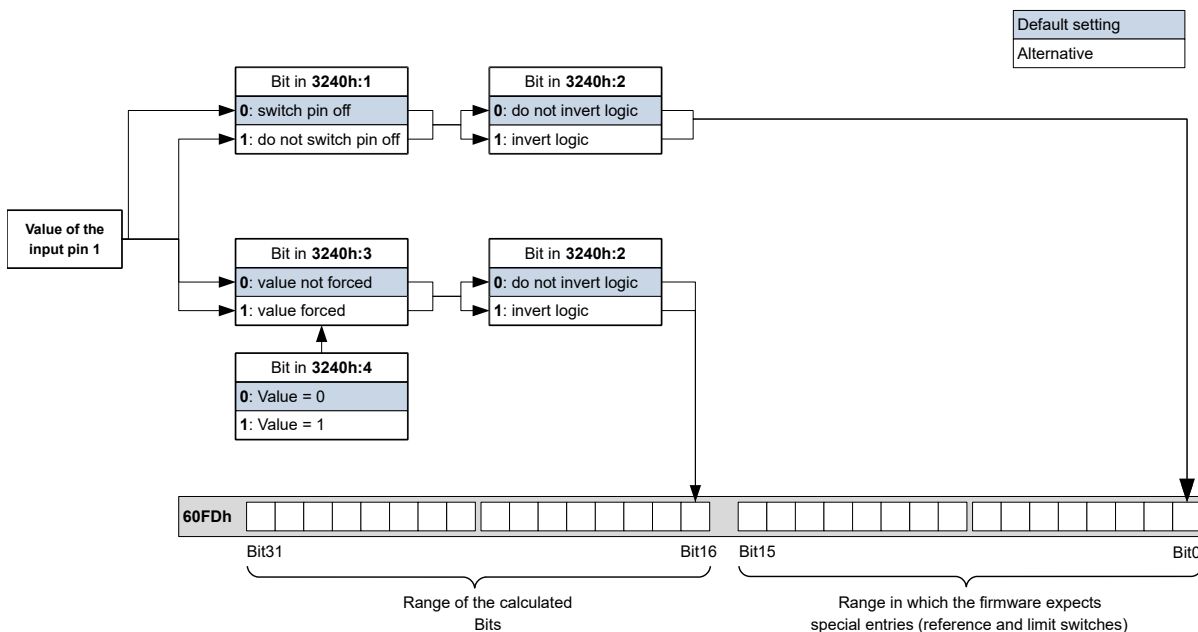 Default setting
Alternative
Bit in 3240h:1
0: switch pin off
1: do not switch pin off
Bit in 3240h:2
0: do not invert logic
1: invert logic
Value of the
input pin 1
Bit in 3240h:3
0: value not forced
1: value forced
Bit in 3240h:2
0: do not invert logic
1: invert logic
Bit in 3240h:4
0: Value = 0
1: Value = 1
60FDh
Bit31
Bit16
Bit15
Bit0
Range of the calculated
Bits
Range in which the firmware expects
special entries (reference and limit switches)